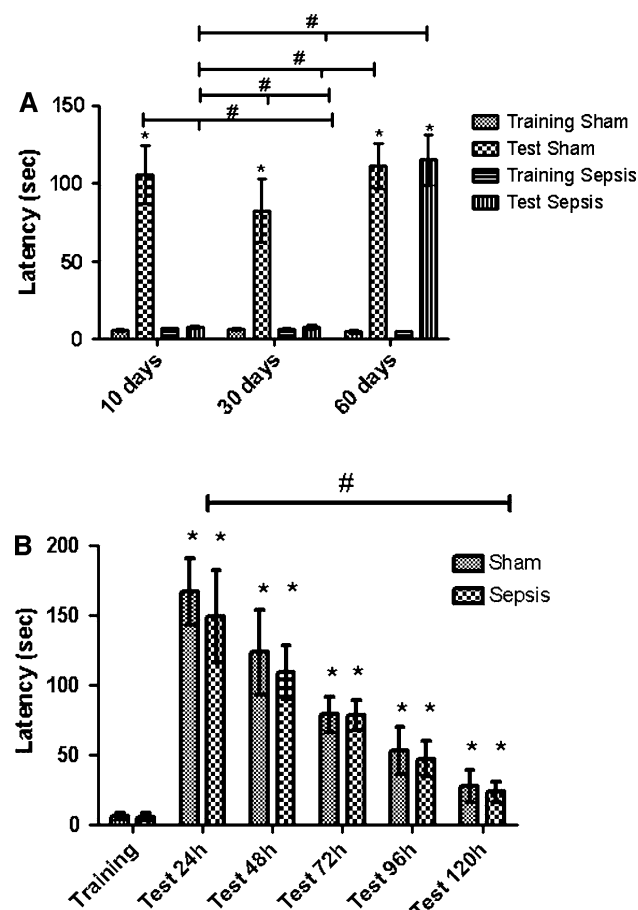 #
#
#
#
A
Latency (sec)
150
100
50
0
* * * *
Training Sham
Test Sham
Training Sepsis
Test Sepsis
10 days
30 days
60 days
#
B
Latency (sec)
200
150
100
50
0
* * * * * * * * * *
Sham
Sepsis
Training
Test 24h
Test 48h
Test 72h
Test 96h
Test 120h